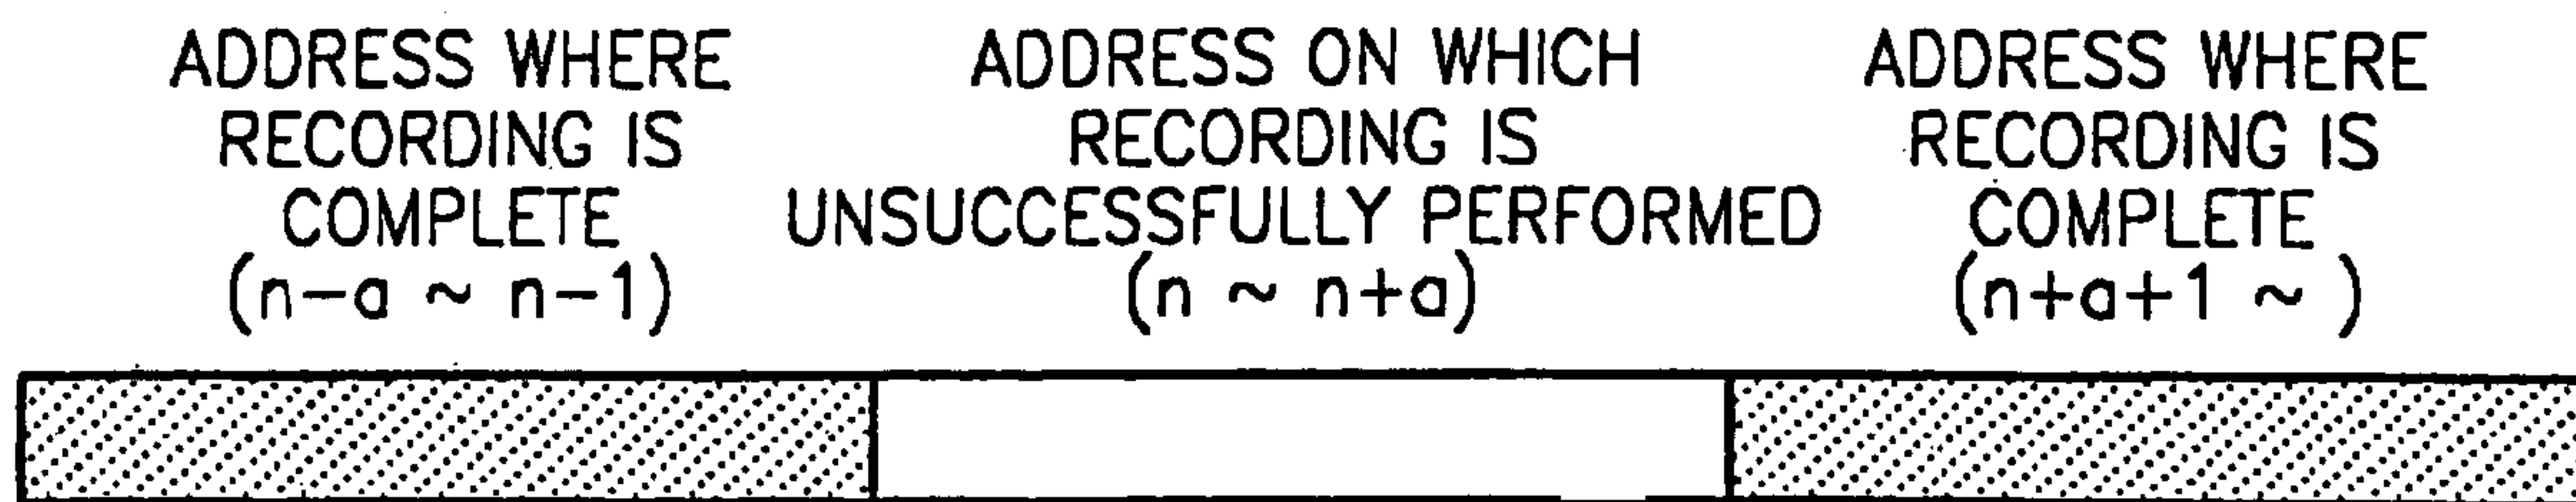 ADDRESS WHERE
RECORDING IS
COMPLETE
(n-a ~ n-1)
ADDRESS ON WHICH
RECORDING IS
UNSUCCESSFULLY PERFORMED
(n ~ n+a)
ADDRESS WHERE
RECORDING IS
COMPLETE
(n+a+1 ~ )